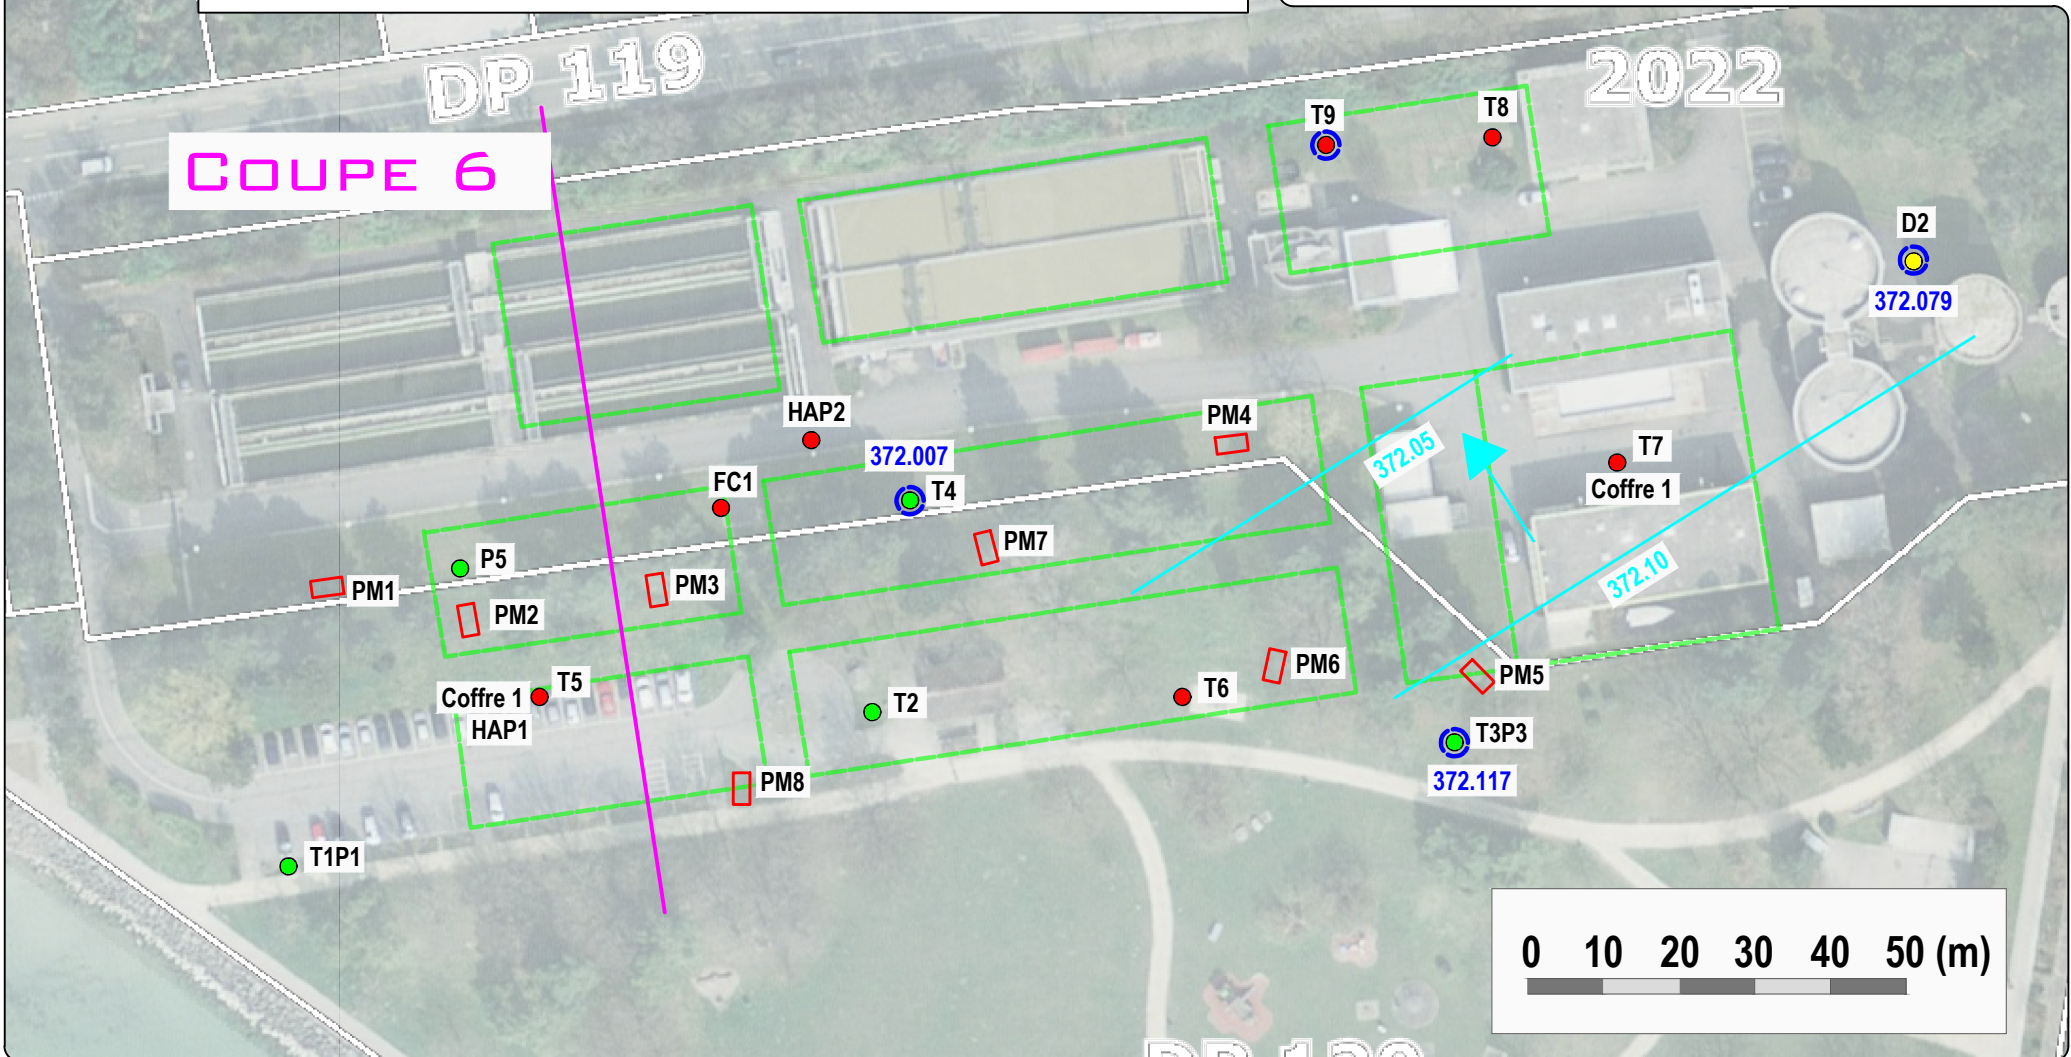 DP 119
2022
COUPE 6
T9
T8
D2
372.079
HAP2
PM4
372.05
T7
Coffre 1
372.007
T4
FC1
PM7
P5
PM1
PM2
PM3
372.10
T5
Coffre 1
HAP1
T2
T6
PM6
PM5
T3P3
372.117
PM8
T1P1
0 10 20 30 40 50 (m)